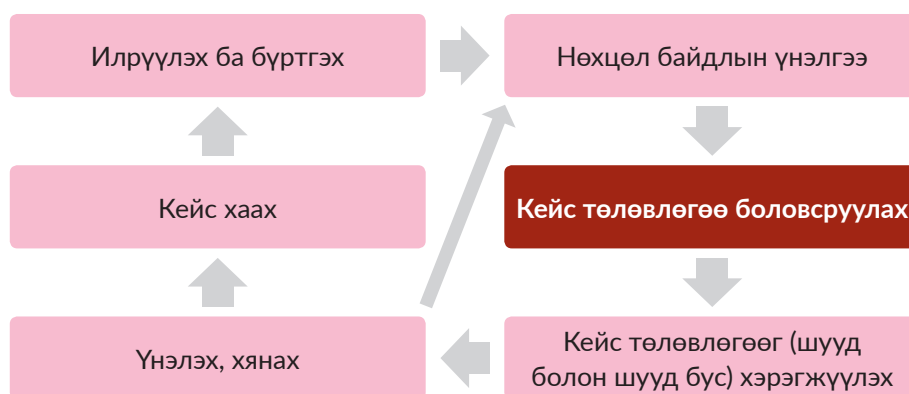 Илрүүлэх ба бүртгэх
Нөхцөл байдлын үнэлгээ
Кейс хаах
Кейс төлөвлөгөө боловсруулах
Үнэлэх, хянах
Кейс төлөвлөгөөг (шууд
болон шууд бус) хэрэгжүүлэх